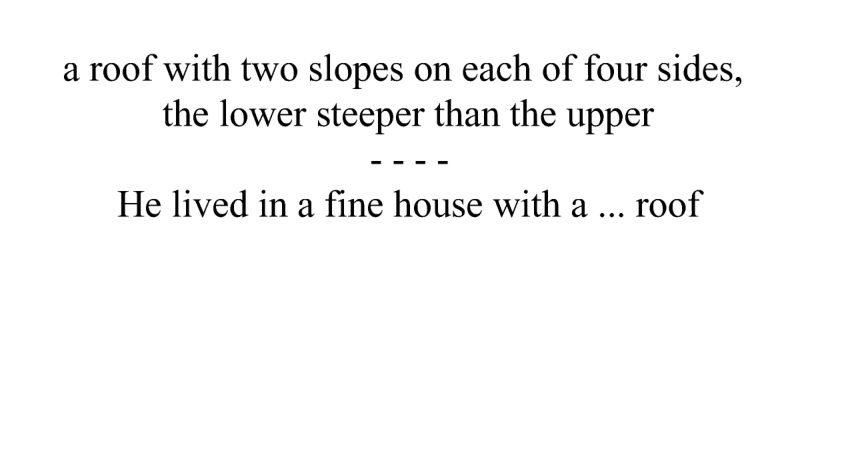 a roof with two slopes on each of four sides,
the lower steeper than the upper
- - - -
He lived in a fine house with a ... roof